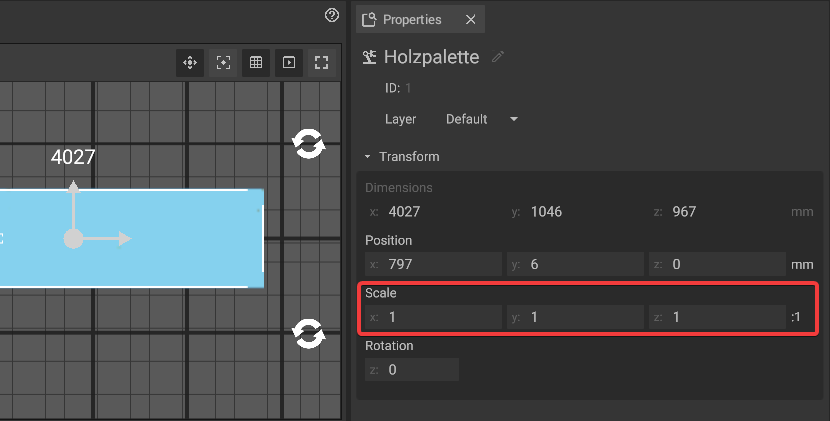 Properties
Holzpalette
ID: 1
Layer Default
Transform
Dimensions
x: 4027 y: 1046 z: 967 mm
Position
x: 797 y: 6 z: 0 mm
Scale
x: 1 y: 1 z: 1 :1
Rotation
z: 0
4027